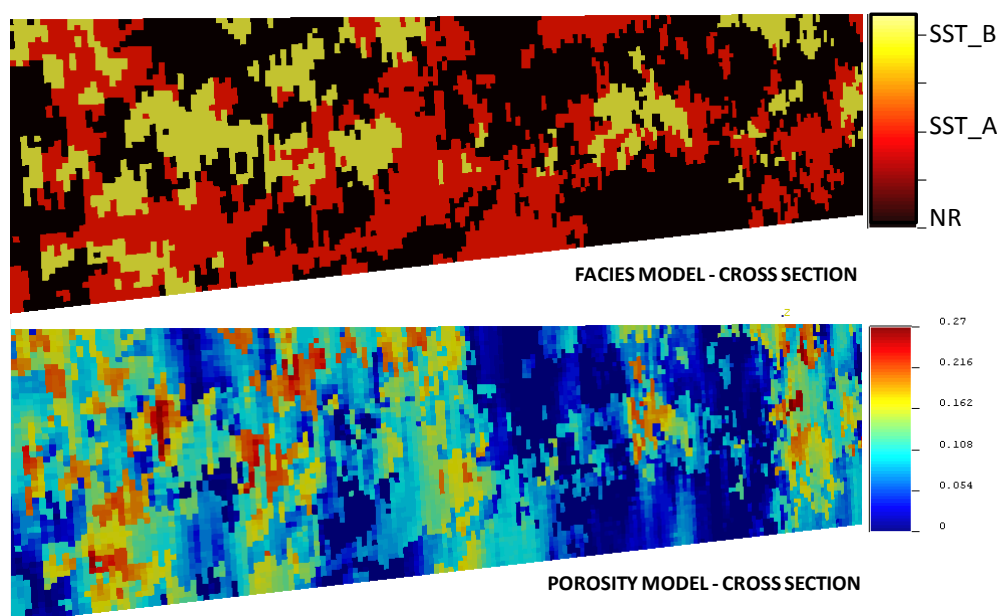 SST_B
SST_A
NR
FACIES MODEL - CROSS SECTION
z
0.27
0.216
0.162
0.108
0.054
0
POROSITY MODEL - CROSS SECTION